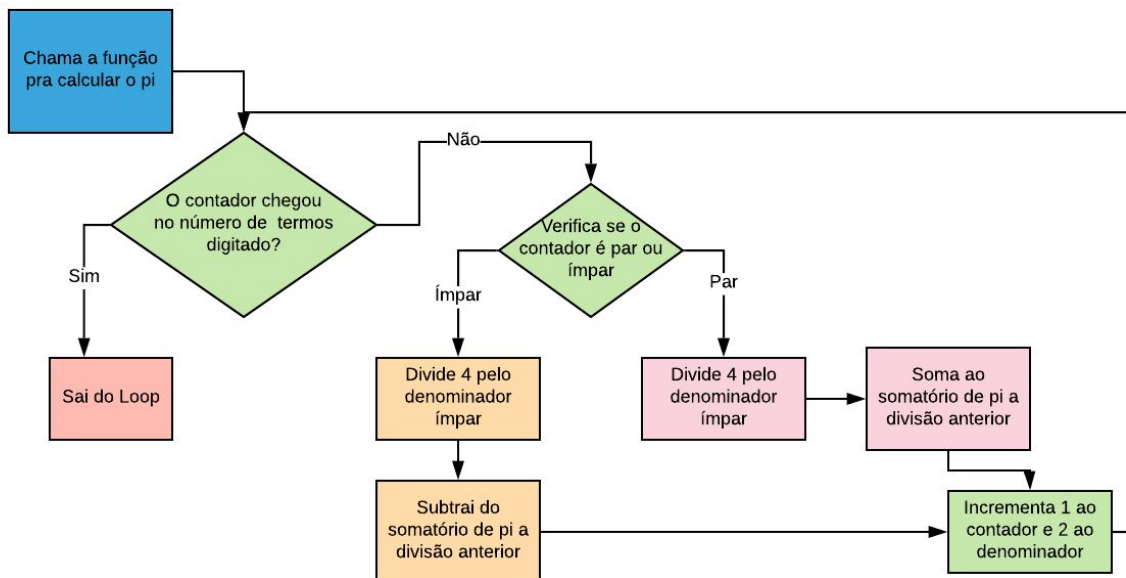 Chama a função
pra calcular o pi
Não
O contador chegou
no número de termos
digitado?
Verifica se o
contador é par ou
ímpar
Sim
Ímpar
Par
Sai do Loop
Divide 4 pelo
denominador
ímpar
Divide 4 pelo
denominador
ímpar
Soma ao
somatório de pi a
divisão anterior
Subtrai do
somatório de pi a
divisão anterior
Incrementa 1 ao
contador e 2 ao
denominador